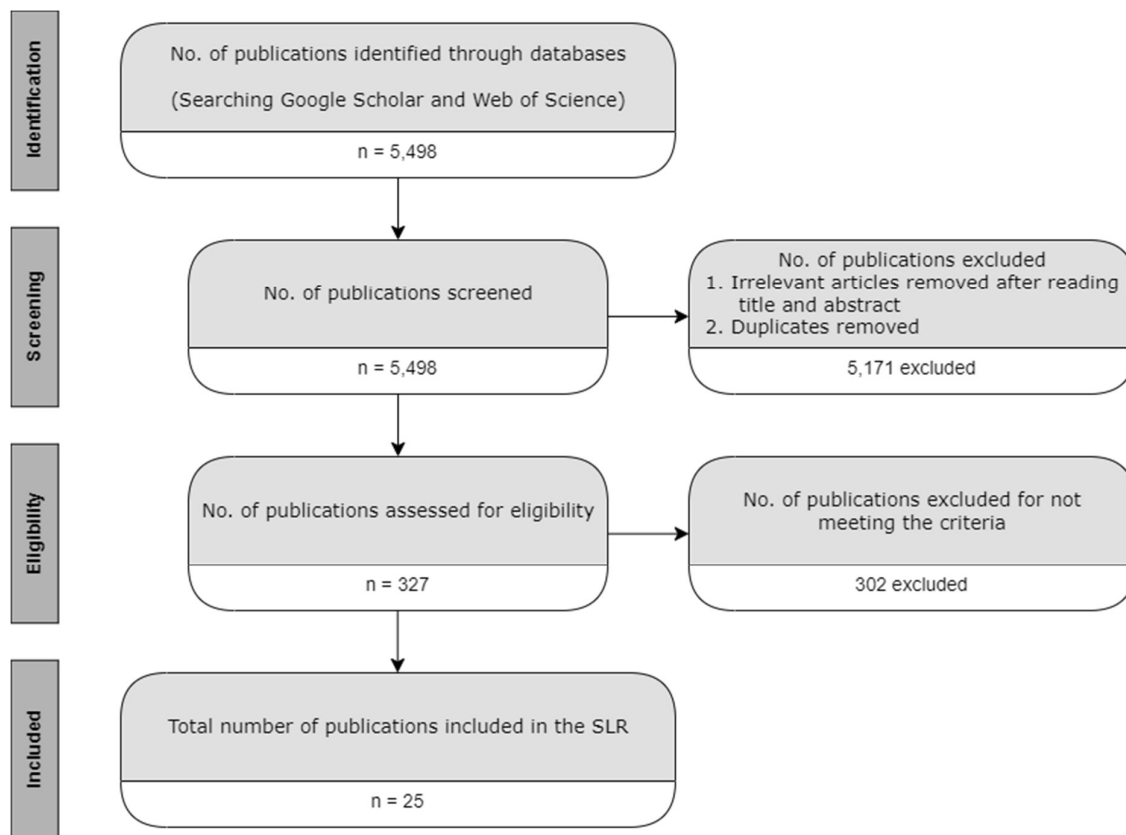 Identification
No. of publications identified through databases
(Searching Google Scholar and Web of Science)
n = 5,498
Screening
No. of publications screened
n = 5,498
No. of publications excluded
1. Irrelevant articles removed after reading
title and abstract
2. Duplicates removed
5,171 excluded
Eligibility
No. of publications assessed for eligibility
n = 327
No. of publications excluded for not
meeting the criteria
302 excluded
Included
Total number of publications included in the SLR
n = 25